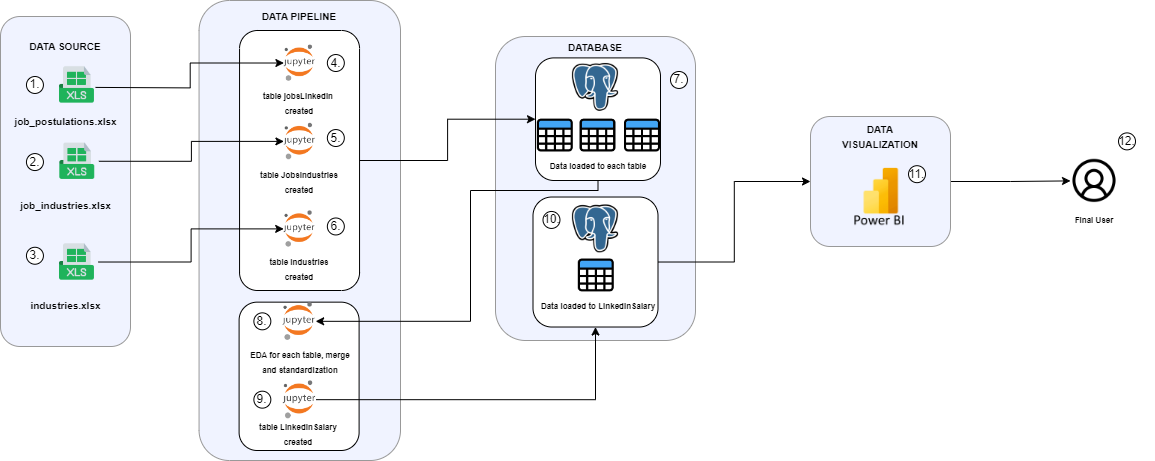 DATA SOURCE
1.
XLS
job_postulations.xlsx
2.
XLS
job_industries.xlsx
3.
XLS
industries.xlsx
DATA PIPELINE
jupyter
4.
table jobsLinkedin
created
jupyter
5.
table JobsIndustries
created
jupyter
6.
table Industries
created
8.
jupyter
EDA for each table, merge
and standardization
9.
jupyter
table LinkedinSalary
created
DATABASE
7.
Data loaded to each table
10.
Data loaded to LinkedinSalary
DATA
VISUALIZATION
11.
Power BI
12.
Final User